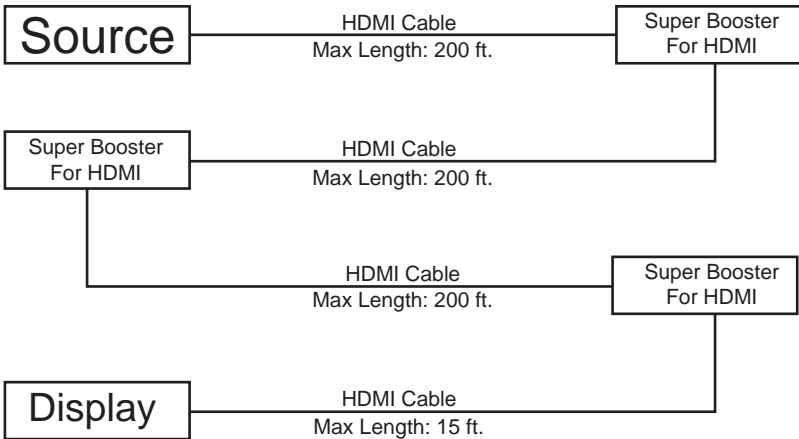 Source
HDMI Cable
Max Length: 200 ft.
Super Booster
For HDMI
Super Booster
For HDMI
HDMI Cable
Max Length: 200 ft.
HDMI Cable
Max Length: 200 ft.
Super Booster
For HDMI
Display
HDMI Cable
Max Length: 15 ft.